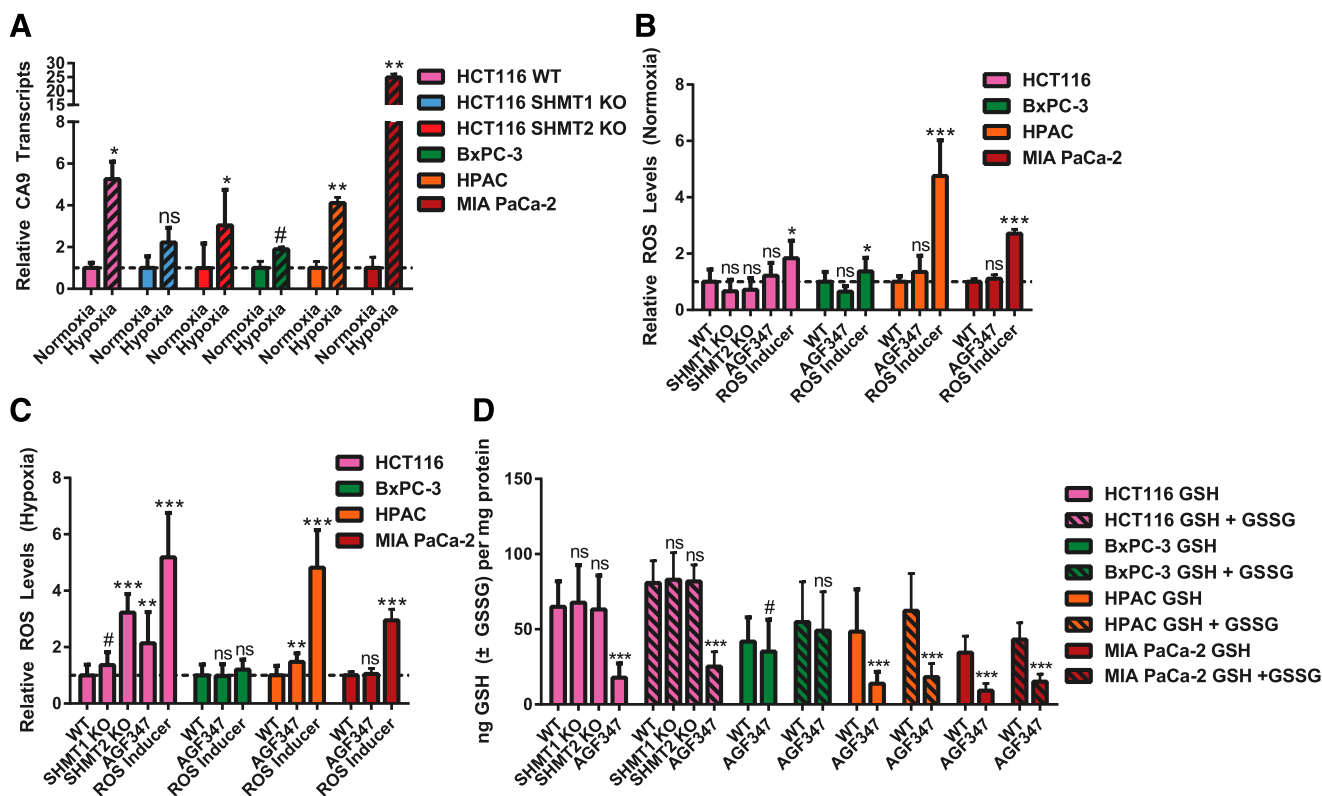 A
Relative CA9 Transcripts
30
25
20
15
8
6
4
2
0
*
ns
*
#
**
**
Normoxia
Hypoxia
Normoxia
Hypoxia
Normoxia
Hypoxia
Normoxia
Hypoxia
Normoxia
Hypoxia
Normoxia
Hypoxia
HCT116 WT
HCT116 SHMT1 KO
HCT116 SHMT2 KO
BxPC-3
HPAC
MIA PaCa-2
B
Relative ROS Levels (Normoxia)
8
6
4
2
0
ns
ns
ns
*
ns
*
ns
***
ns
***
WT
SHMT1 KO
SHMT2 KO
AGF347
ROS Inducer
WT
AGF347
ROS Inducer
WT
AGF347
ROS Inducer
WT
AGF347
ROS Inducer
HCT116
BxPC-3
HPAC
MIA PaCa-2
C
Relative ROS Levels (Hypoxia)
8
6
4
2
0
#
***
**
***
ns
ns
**
***
ns
***
WT
SHMT1 KO
SHMT2 KO
AGF347
ROS Inducer
WT
AGF347
ROS Inducer
WT
AGF347
ROS Inducer
WT
AGF347
ROS Inducer
HCT116
BxPC-3
HPAC
MIA PaCa-2
D
ng GSH (± GSSG) per mg protein
150
100
50
0
ns
ns
***
ns
ns
***
#
ns
***
***
***
***
WT
SHMT1 KO
SHMT2 KO
AGF347
WT
SHMT1 KO
SHMT2 KO
AGF347
WT
AGF347
WT
AGF347
WT
AGF347
WT
AGF347
WT
AGF347
WT
AGF347
HCT116 GSH
HCT116 GSH + GSSG
BxPC-3 GSH
BxPC-3 GSH + GSSG
HPAC GSH
HPAC GSH + GSSG
MIA PaCa-2 GSH
MIA PaCa-2 GSH +GSSG